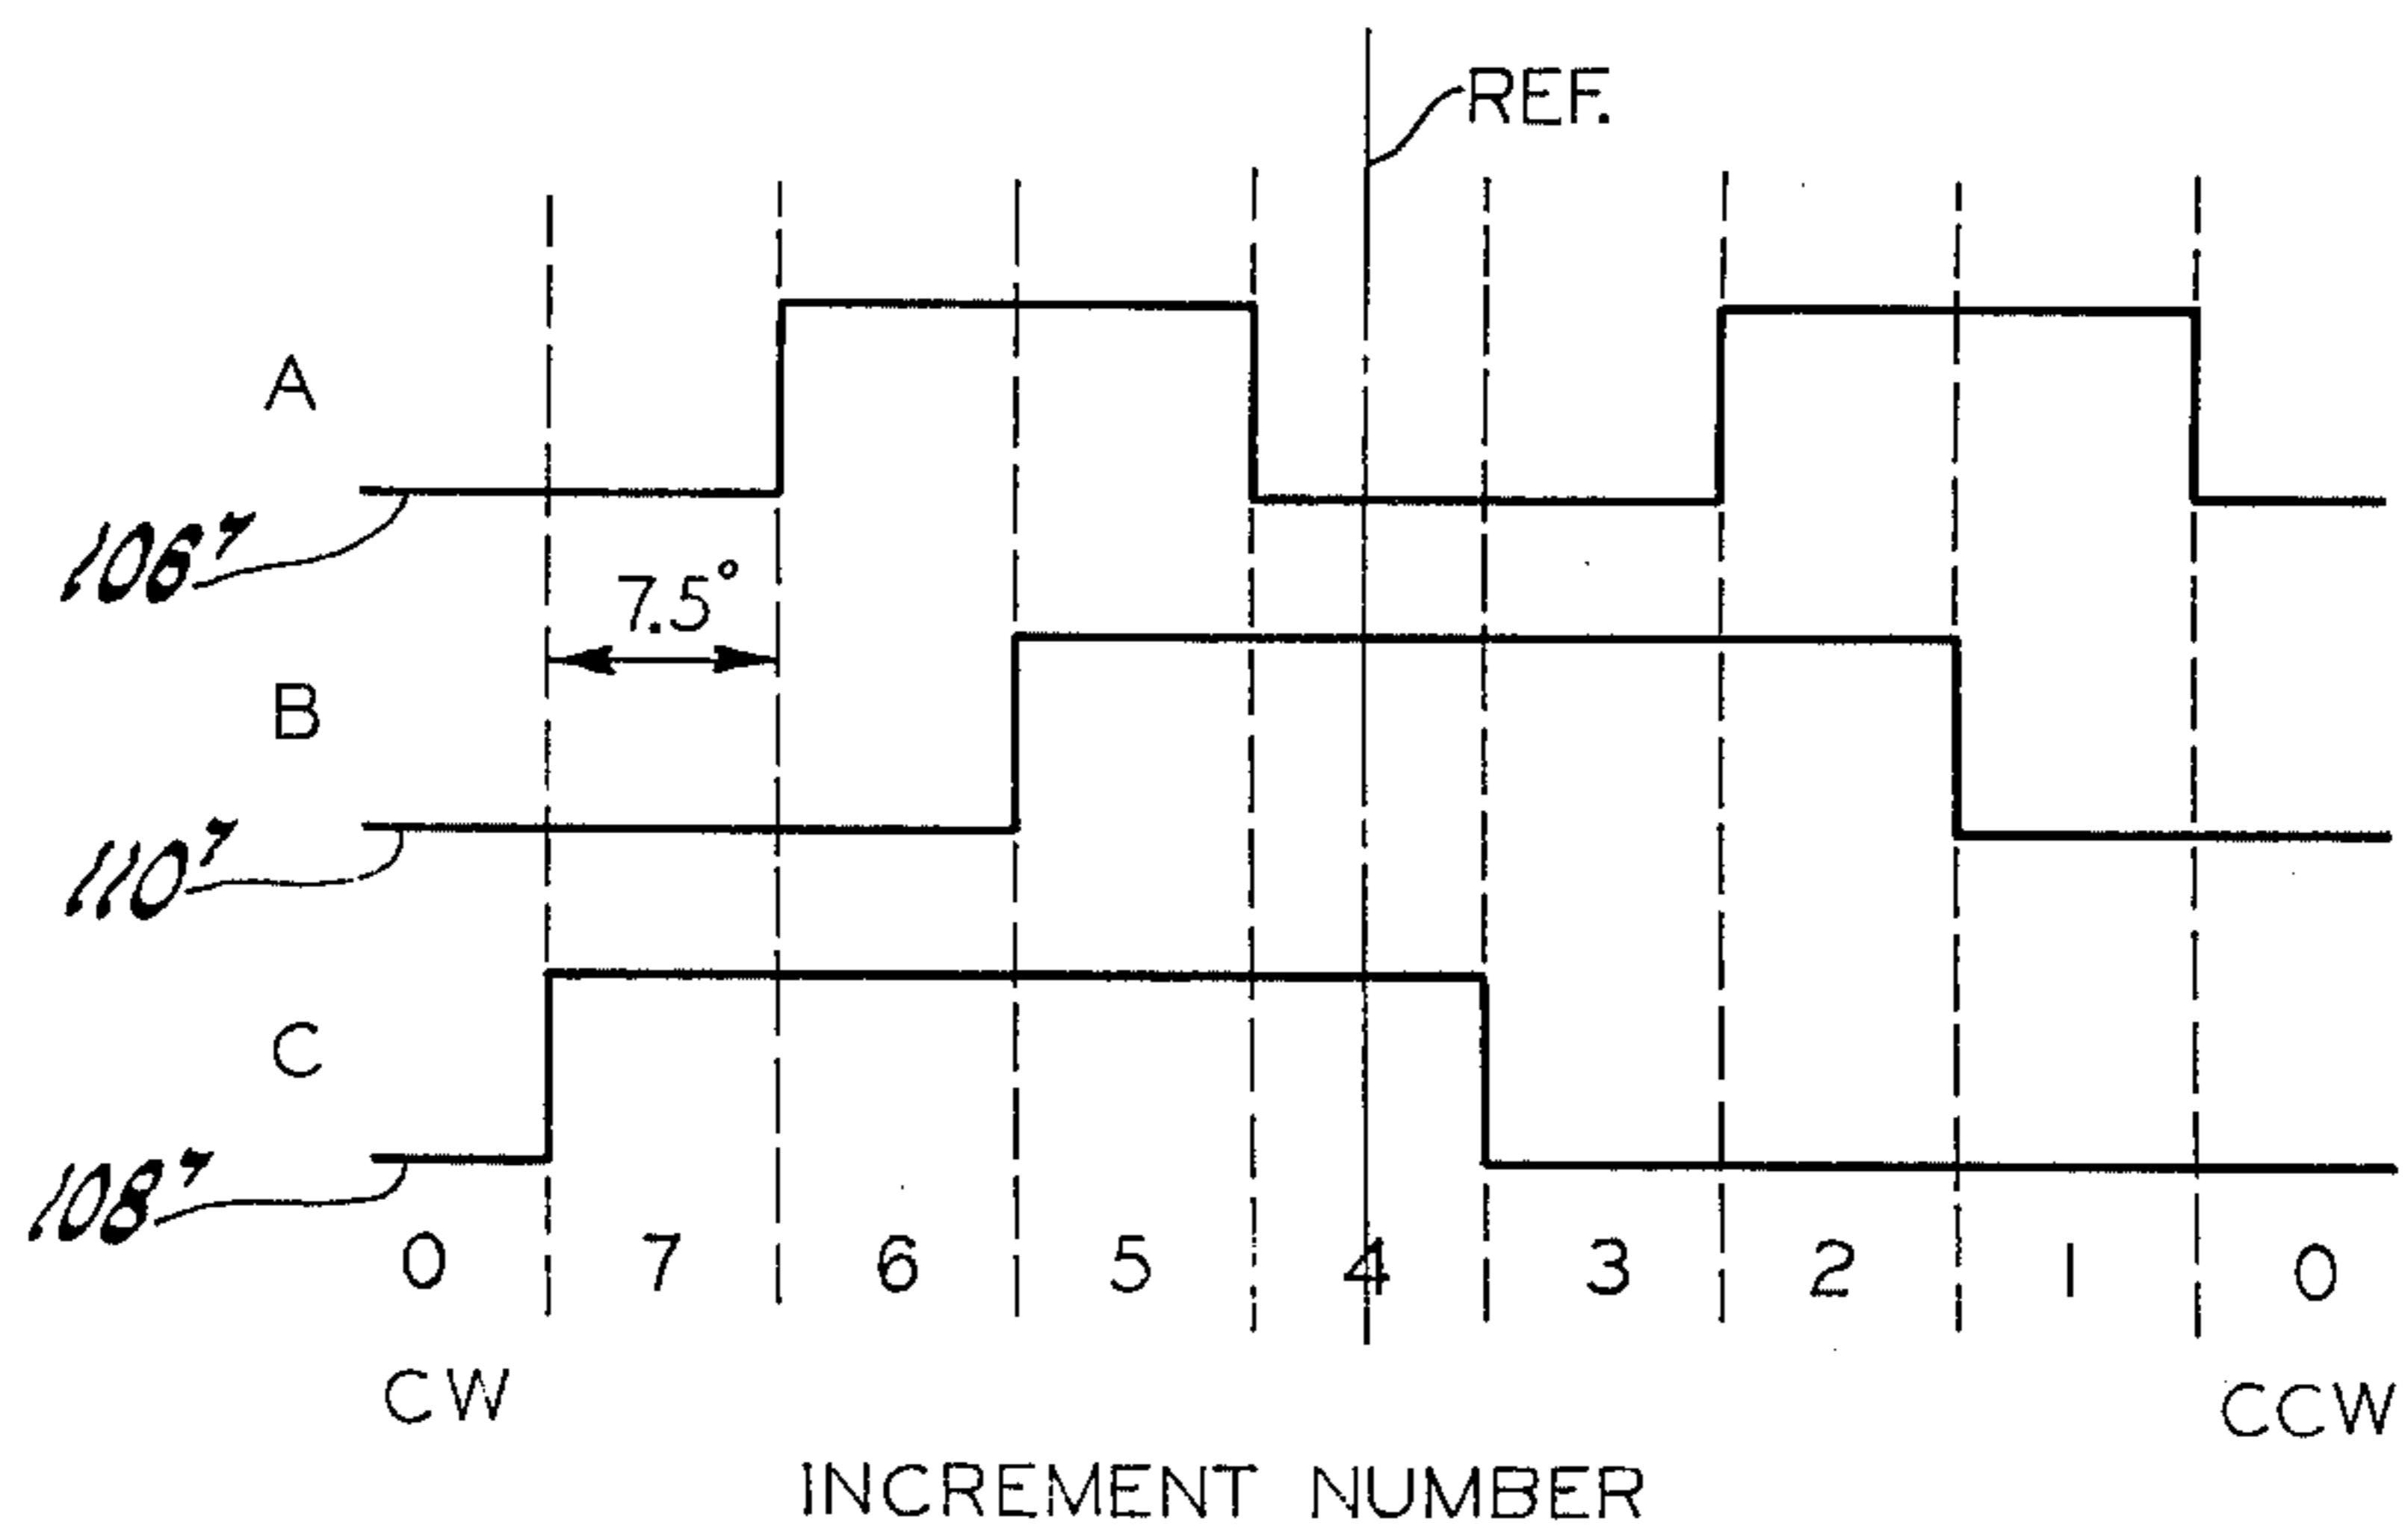 REF.
A
106'
7.5°
B
110'
C
108'
0 7 6 5 4 3 2 1 0
CW CCW
INCREMENT NUMBER